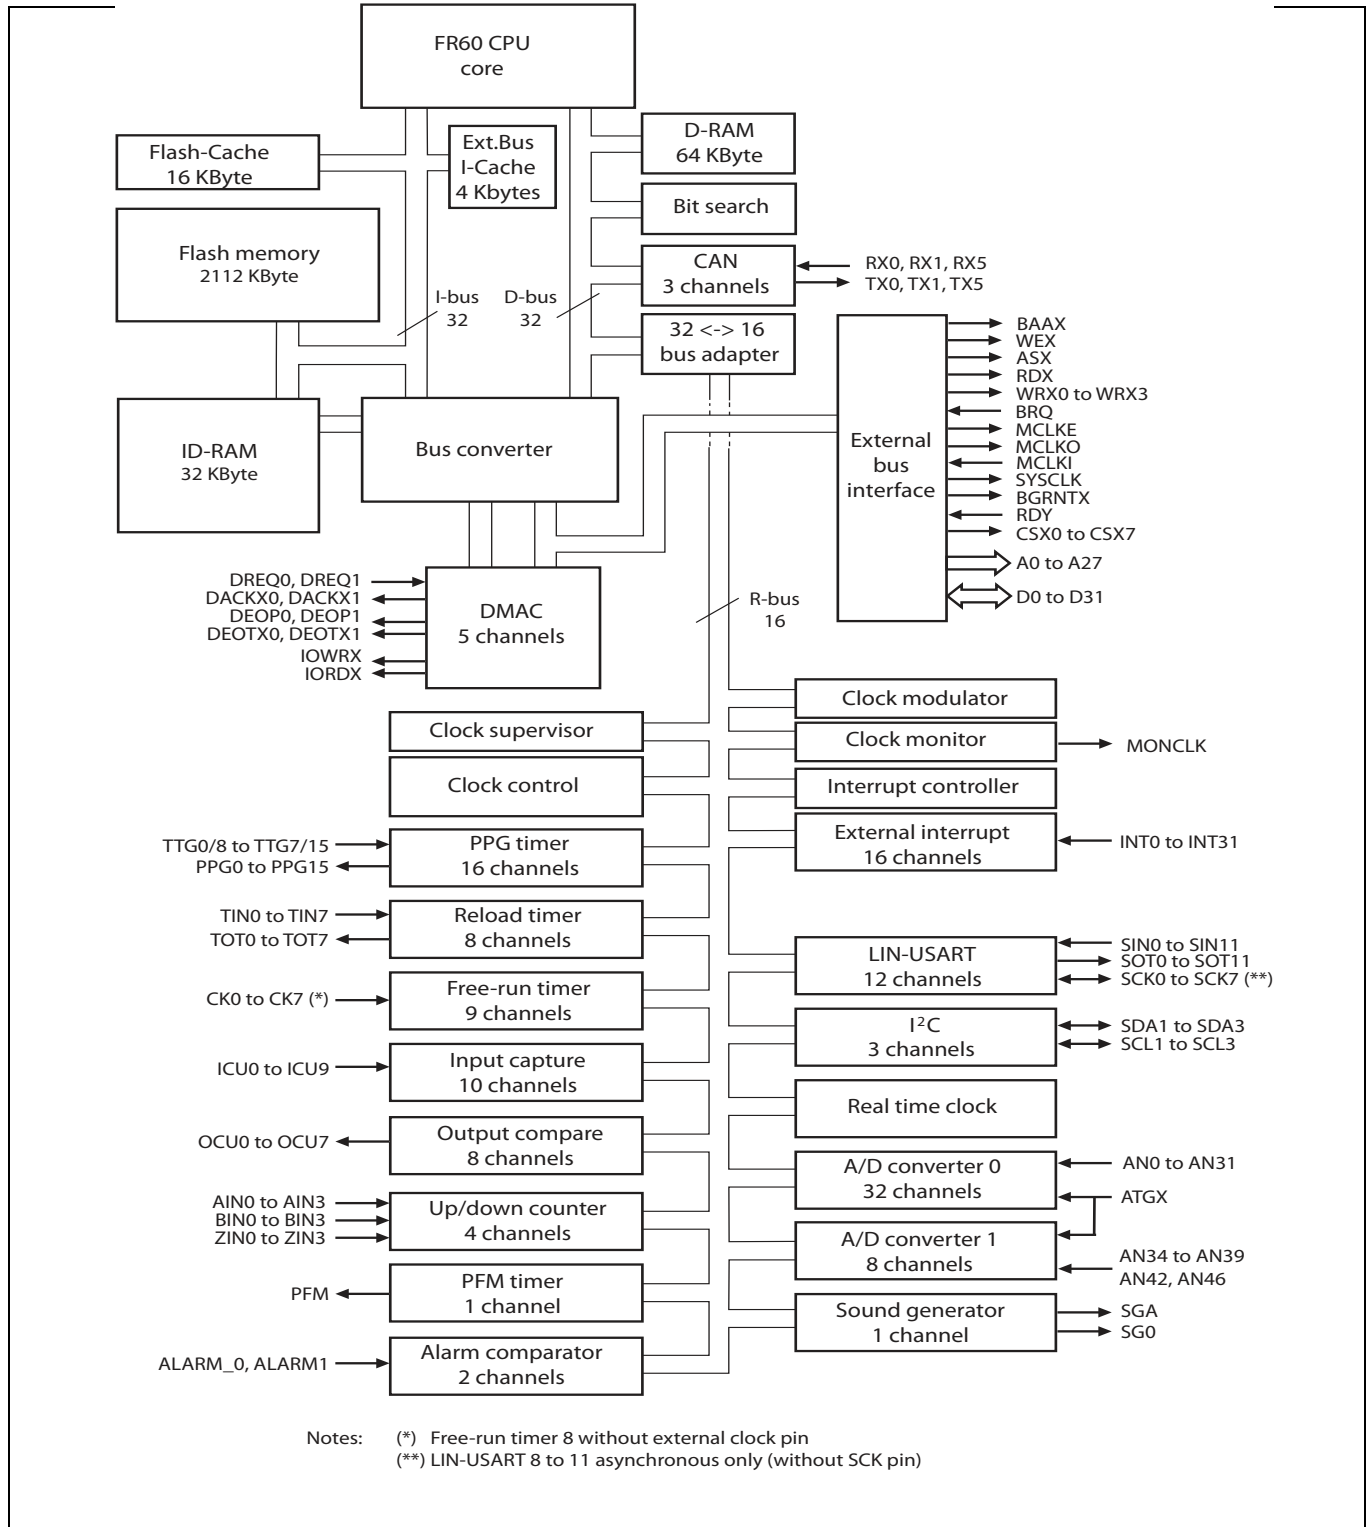 FR60 CPU
core
Flash-Cache
16 KByte
Ext.Bus
I-Cache
4 Kbytes
D-RAM
64 KByte
Bit search
Flash memory
2112 KByte
CAN
3 channels
RX0, RX1, RX5
TX0, TX1, TX5
I-bus
32
D-bus
32
32 <-> 16
bus adapter
ID-RAM
32 KByte
Bus converter
External
bus
interface
BAAX
WEX
ASX
RDX
WRX0 to WRX3
BRQ
MCLKE
MCLKO
MCLKI
SYSCLK
BGRNTX
RDY
CSX0 to CSX7
A0 to A27
D0 to D31
DREQ0, DREQ1
DACKX0, DACKX1
DEOP0, DEOP1
DEOTX0, DEOTX1
IOWRX
IORDX
DMAC
5 channels
R-bus
16
Clock supervisor
Clock control
TTG0/8 to TTG7/15
PPG0 to PPG15
PPG timer
16 channels
TIN0 to TIN7
TOT0 to TOT7
Reload timer
8 channels
CK0 to CK7 (*)
Free-run timer
9 channels
ICU0 to ICU9
Input capture
10 channels
OCU0 to OCU7
Output compare
8 channels
AIN0 to AIN3
BIN0 to BIN3
ZIN0 to ZIN3
Up/down counter
4 channels
PFM
PFM timer
1 channel
ALARM_0, ALARM1
Alarm comparator
2 channels
Clock modulator
Clock monitor
MONCLK
Interrupt controller
External interrupt
16 channels
INT0 to INT31
LIN-USART
12 channels
SIN0 to SIN11
SOT0 to SOT11
SCK0 to SCK7 (**)
I²C
3 channels
SDA1 to SDA3
SCL1 to SCL3
Real time clock
A/D converter 0
32 channels
AN0 to AN31
ATGX
A/D converter 1
8 channels
AN34 to AN39
AN42, AN46
Sound generator
1 channel
SGA
SG0
Notes: (*) Free-run timer 8 without external clock pin
(**) LIN-USART 8 to 11 asynchronous only (without SCK pin)